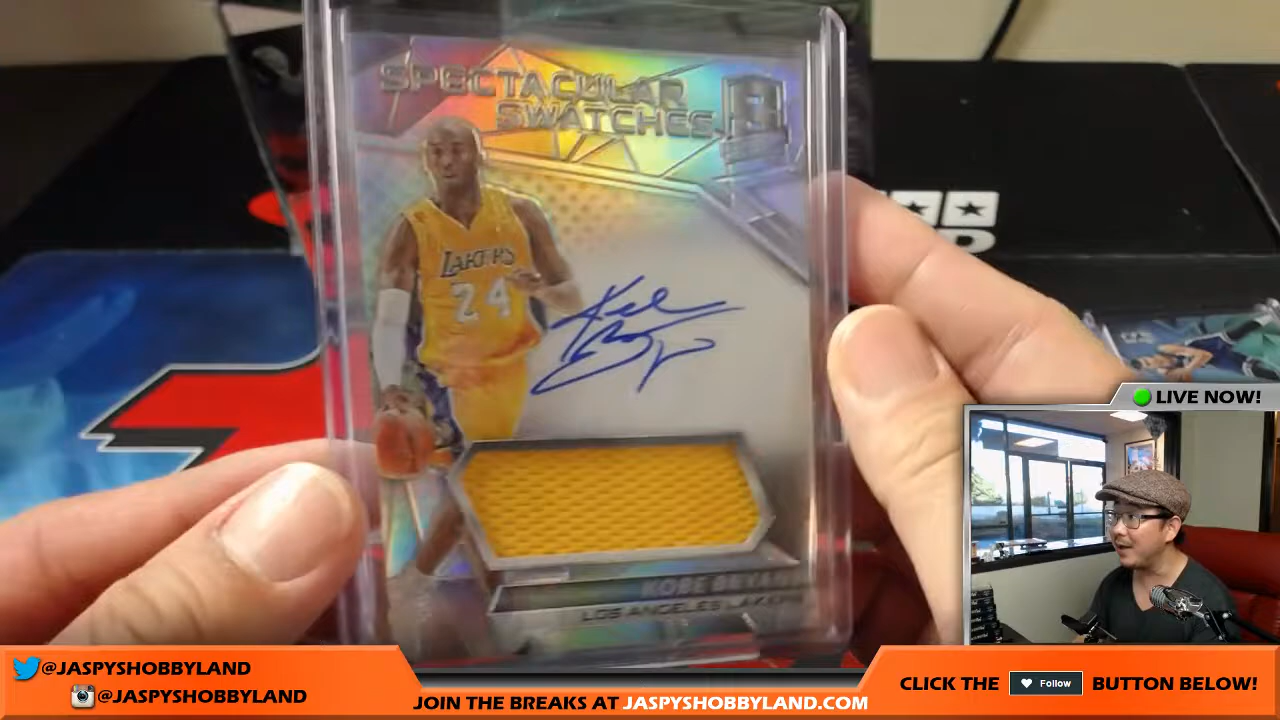 SPECTACULAR
SWATCHES
LAKERS
24
KOBE BRYANT
LOS ANGELES LAKERS
LIVE NOW!
@JASPYSHOBBYLAND
@JASPYSHOBBYLAND
JOIN THE BREAKS AT JASPYSHOBBYLAND.COM
CLICK THE Follow BUTTON BELOW!